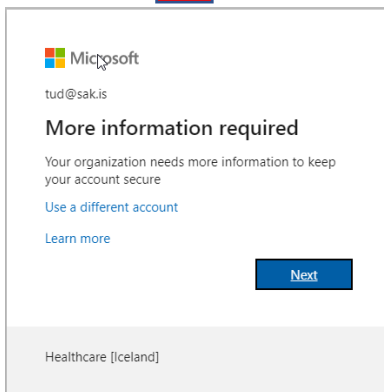 Microsoft
tud@sak.is
More information required
Your organization needs more information to keep
your account secure
Use a different account
Learn more
Next
Healthcare [Iceland]